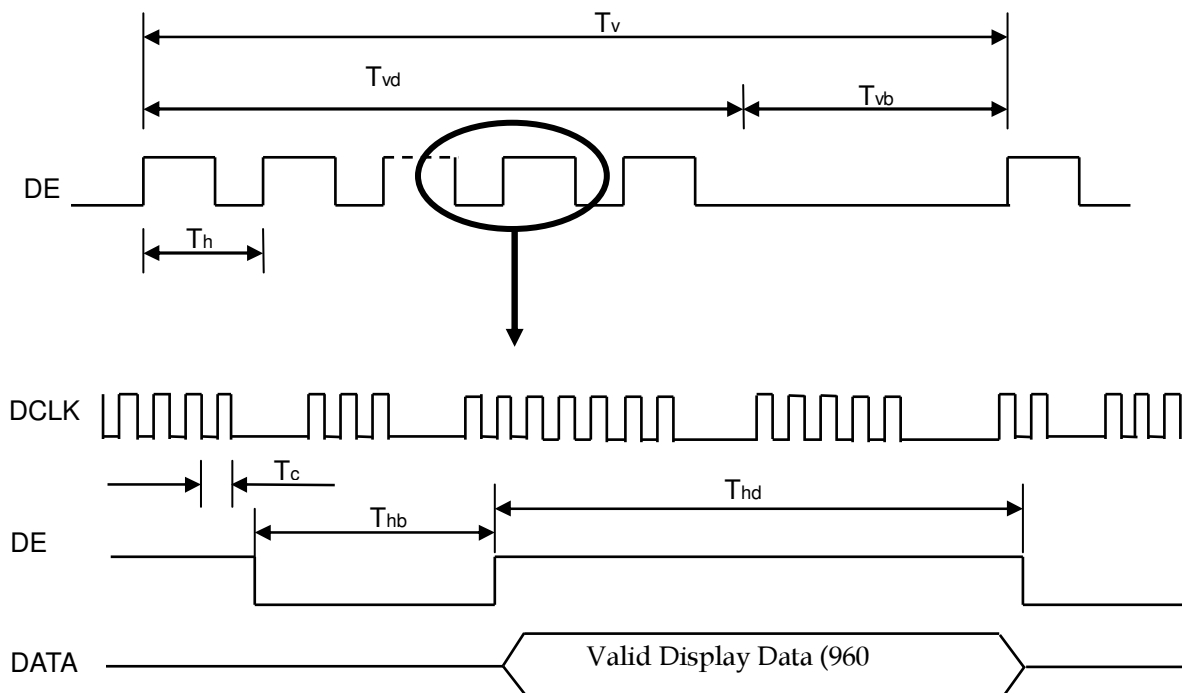 Tv
Tvd
Tvb
DE
Th
DCLK
Tc
Thd
Thb
DE
DATA
Valid Display Data (960